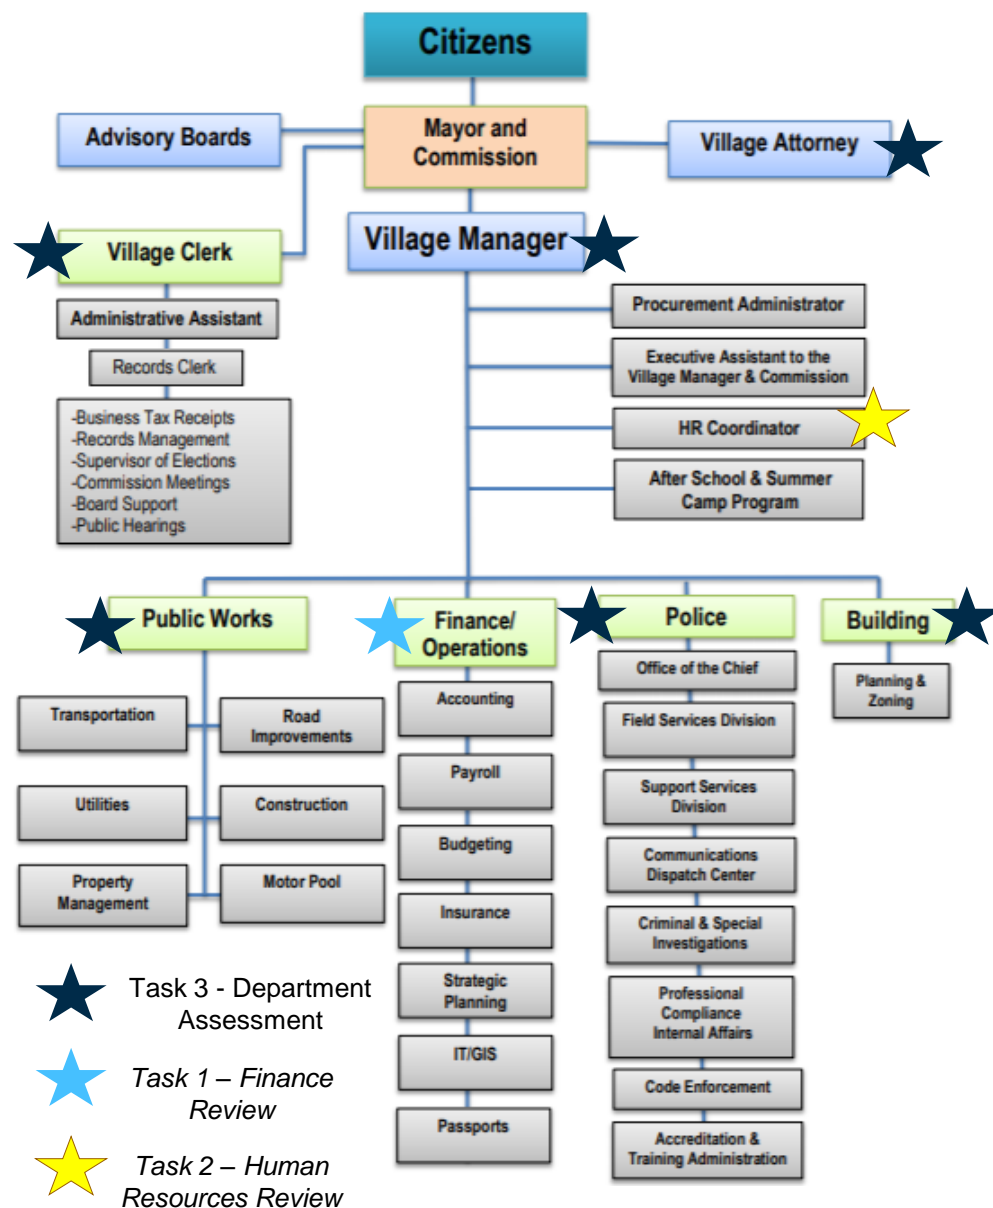 Citizens
Advisory Boards
Mayor and
Commission
Village Attorney
Village Clerk
Village Manager
Administrative Assistant
Records Clerk
-Business Tax Receipts
-Records Management
-Supervisor of Elections
-Commission Meetings
-Board Support
-Public Hearings
Procurement Administrator
Executive Assistant to the
Village Manager & Commission
HR Coordinator
After School & Summer
Camp Program
Public Works
Transportation
Road
Improvements
Utilities
Construction
Property
Management
Motor Pool
Finance/
Operations
Accounting
Payroll
Budgeting
Insurance
Strategic
Planning
IT/GIS
Passports
Police
Office of the Chief
Field Services Division
Support Services
Division
Communications
Dispatch Center
Criminal & Special
Investigations
Professional
Compliance
Internal Affairs
Code Enforcement
Accreditation &
Training Administration
Building
Planning &
Zoning
Task 3 - Department
Assessment
Task 1 – Finance
Review
Task 2 – Human
Resources Review